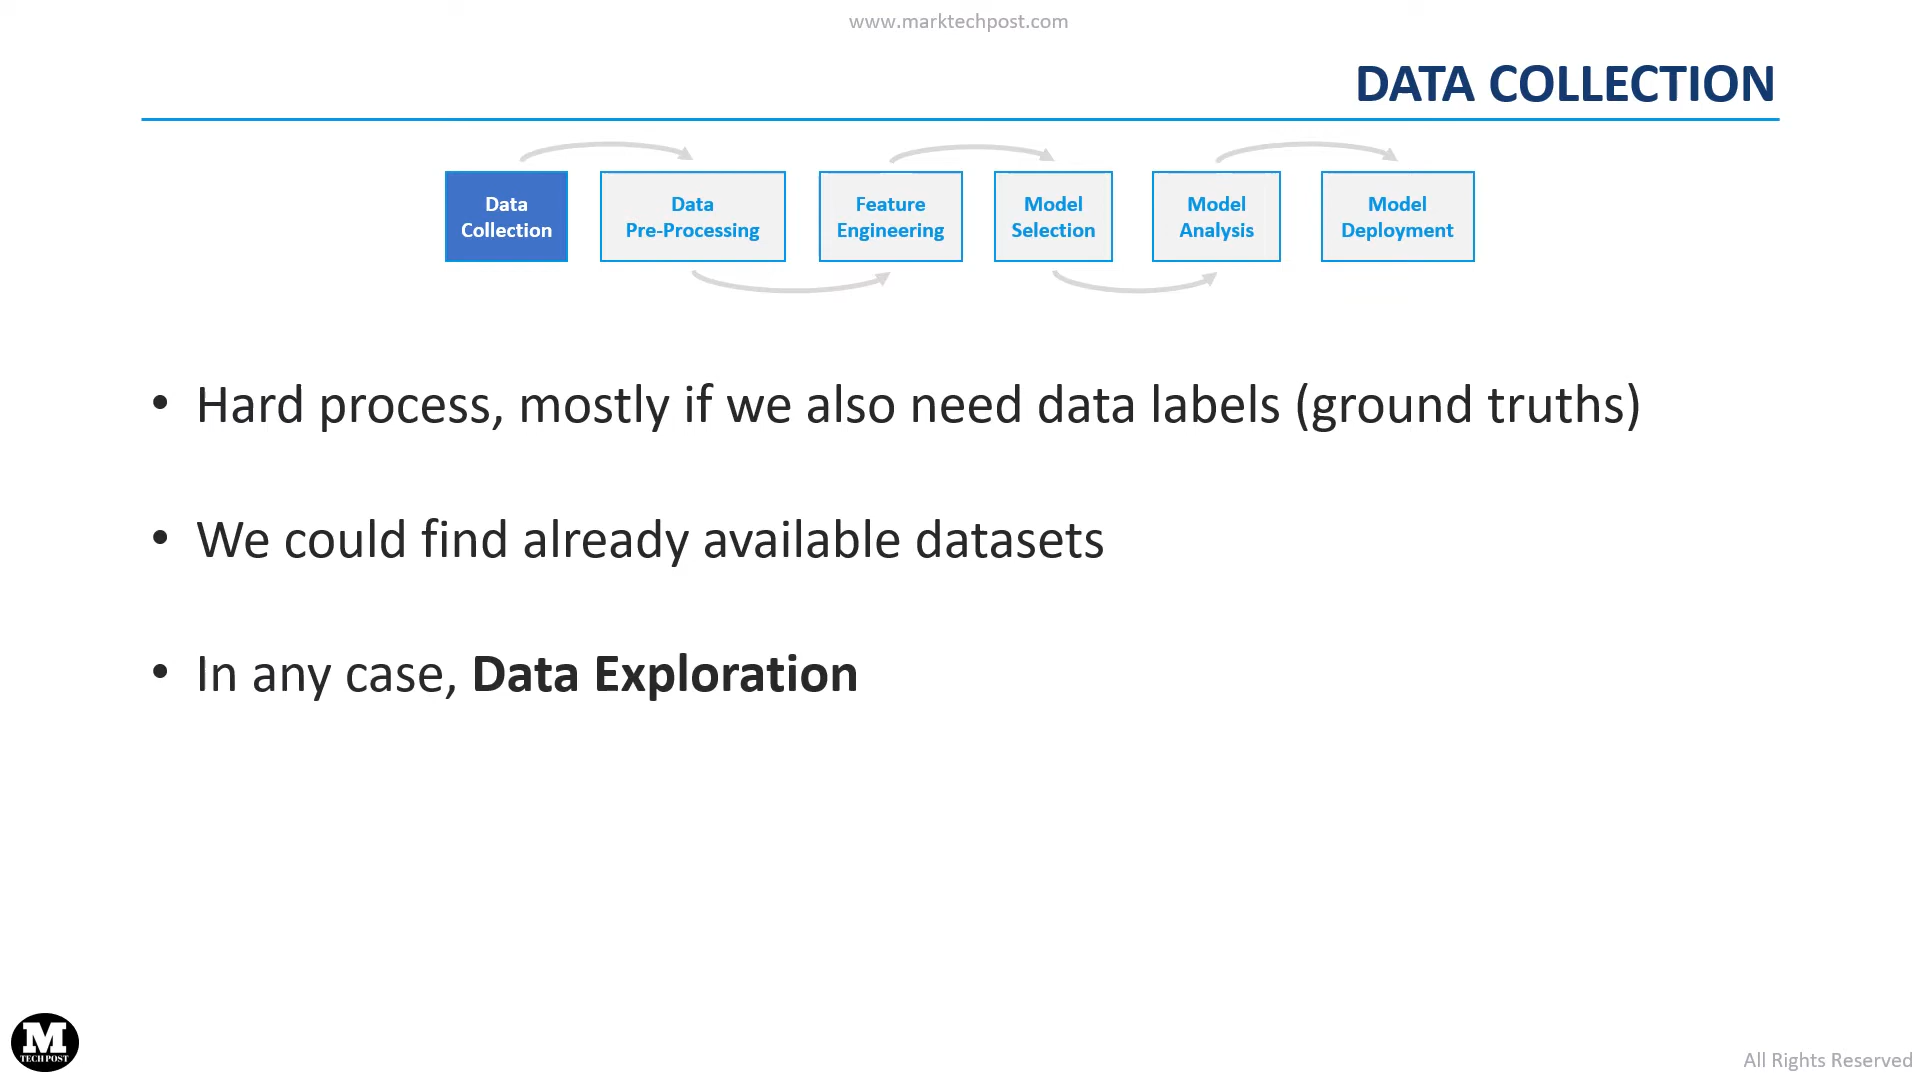 www.marktechpost.com
DATA COLLECTION
Data
Collection
Data
Pre-Processing
Feature
Engineering
Model
Selection
Model
Analysis
Model
Deployment
• Hard process, mostly if we also need data labels (ground truths)
• We could find already available datasets
• In any case, Data Exploration
M
TECH POST
All Rights Reserved